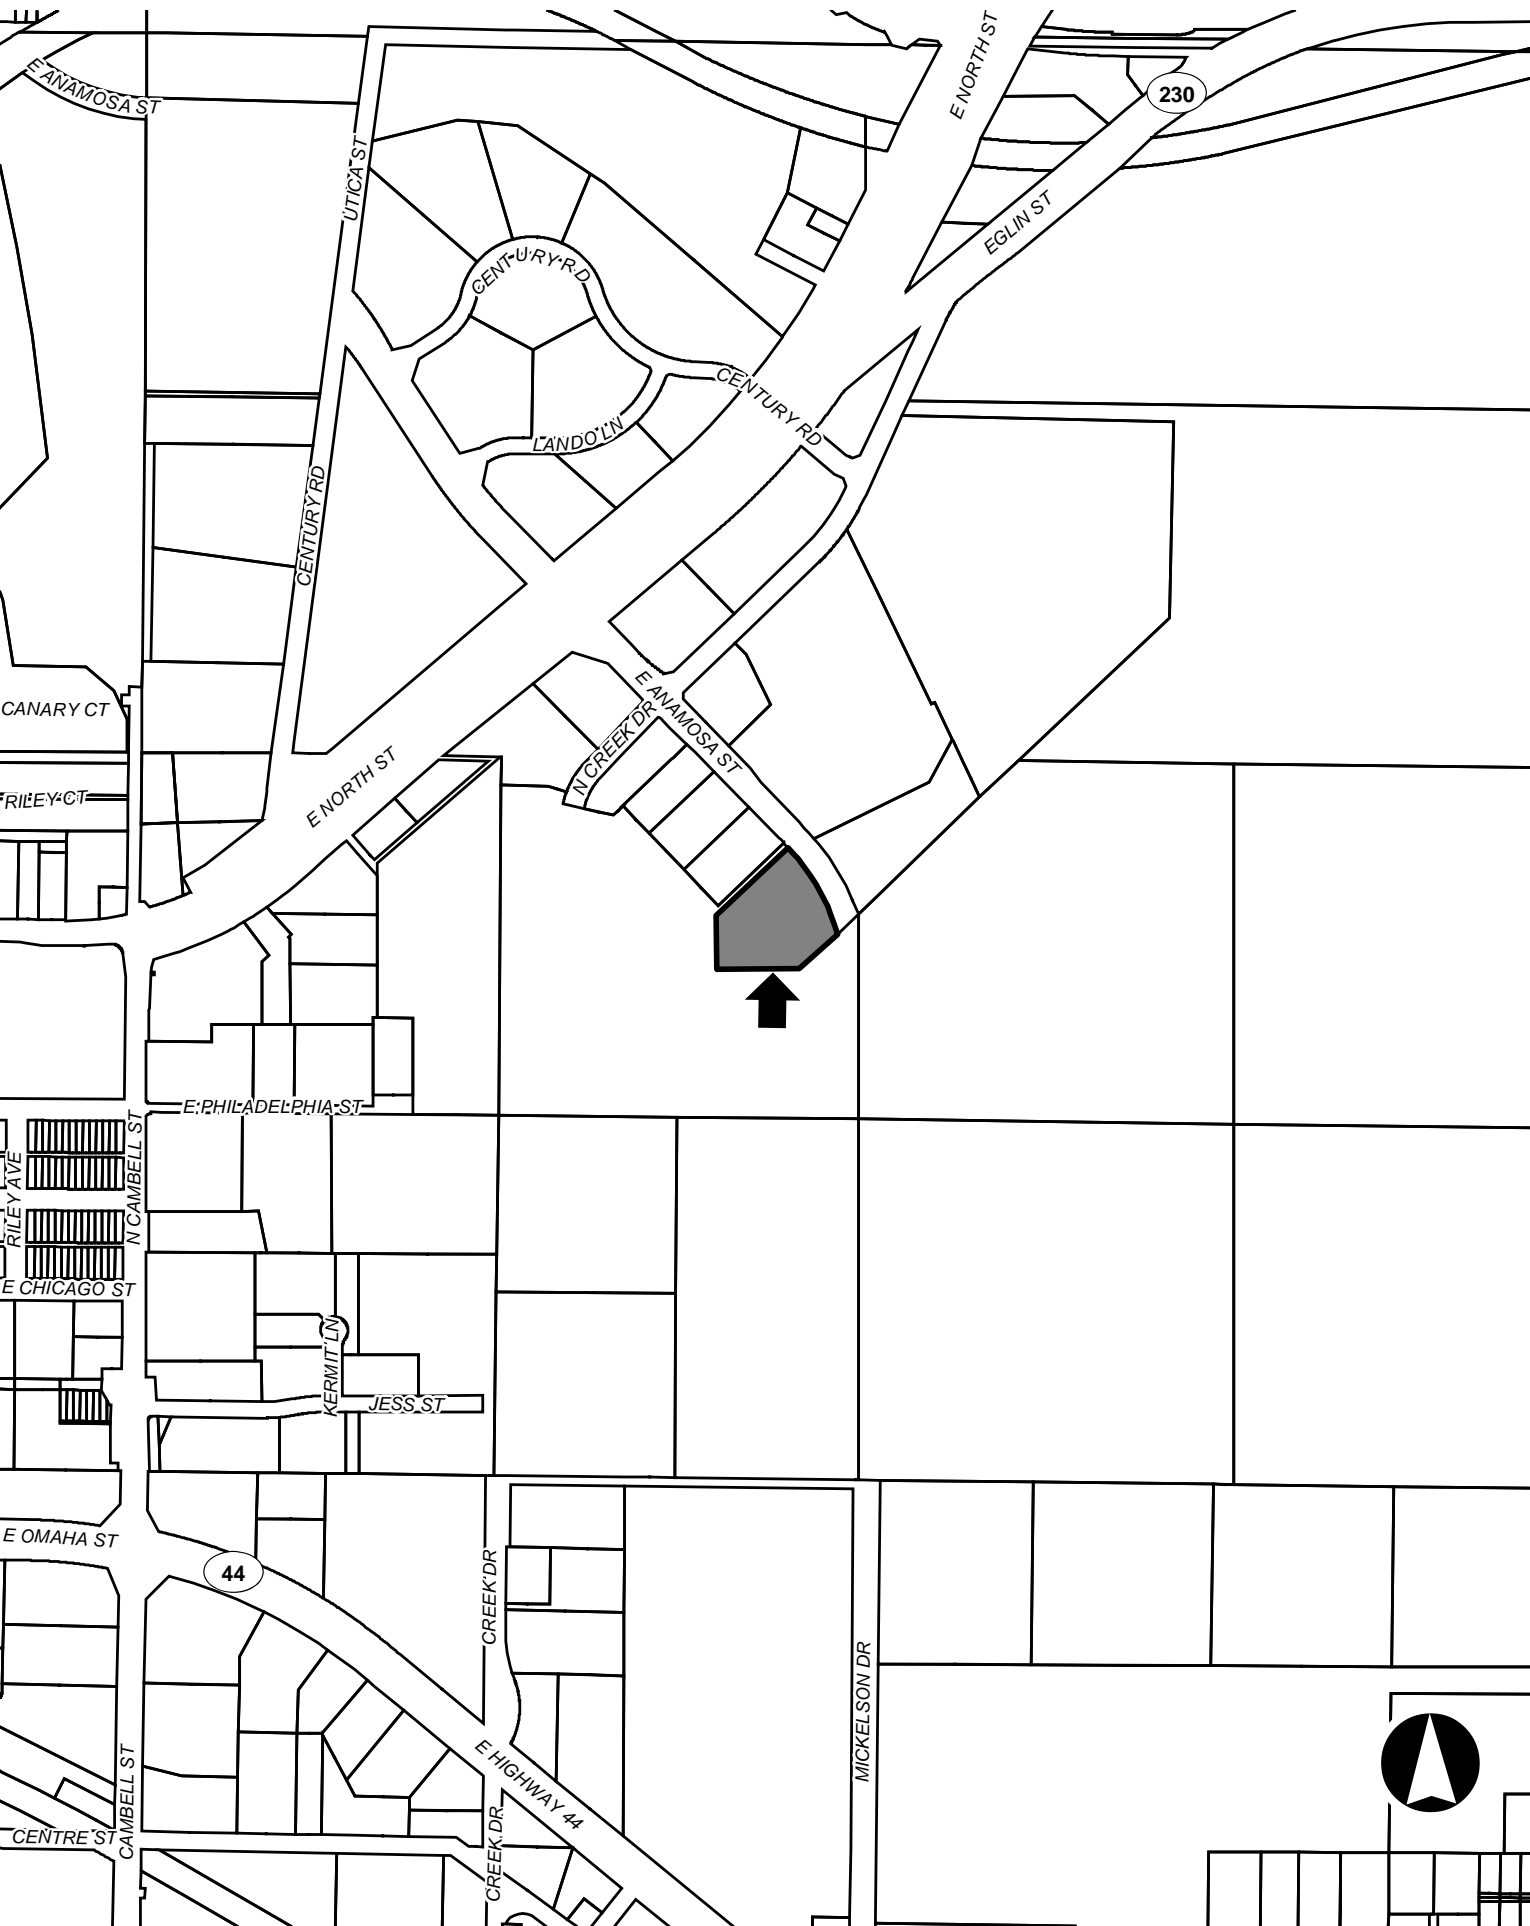 E NORTH ST
E ANAMOSA ST
230
UTICA ST
EGLIN ST
CENTURY RD
CENTURY RD
LANDO LN
CENTURY RD
E ANAMOSA ST
N CREEK DR
CANARY CT
E NORTH ST
RILEY CT
E PHILADELPHIA ST
N CAMBELL ST
RILEY AVE
E CHICAGO ST
KERMIT LN
JESS ST
E OMAHA ST
44
CREEK DR
MICKELSON DR
E HIGHWAY 44
CAMBELL ST
CENTRE ST
CREEK DR